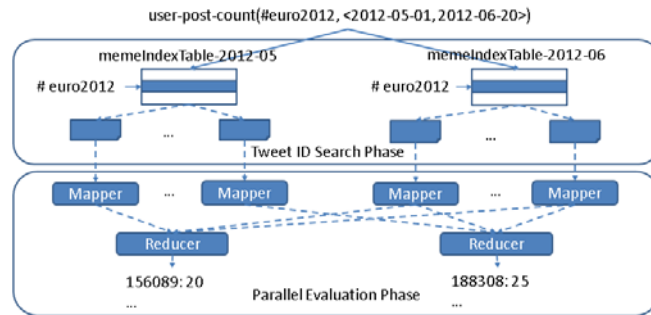 user-post-count(#euro2012, <2012-05-01, 2012-06-20>)
memeIndexTable-2012-05 memeIndexTable-2012-06
# euro2012 # euro2012
... ...
Tweet ID Search Phase
Mapper ... Mapper Mapper ... Mapper
Reducer Reducer
156089: 20 188308: 25
... Parallel Evaluation Phase ...